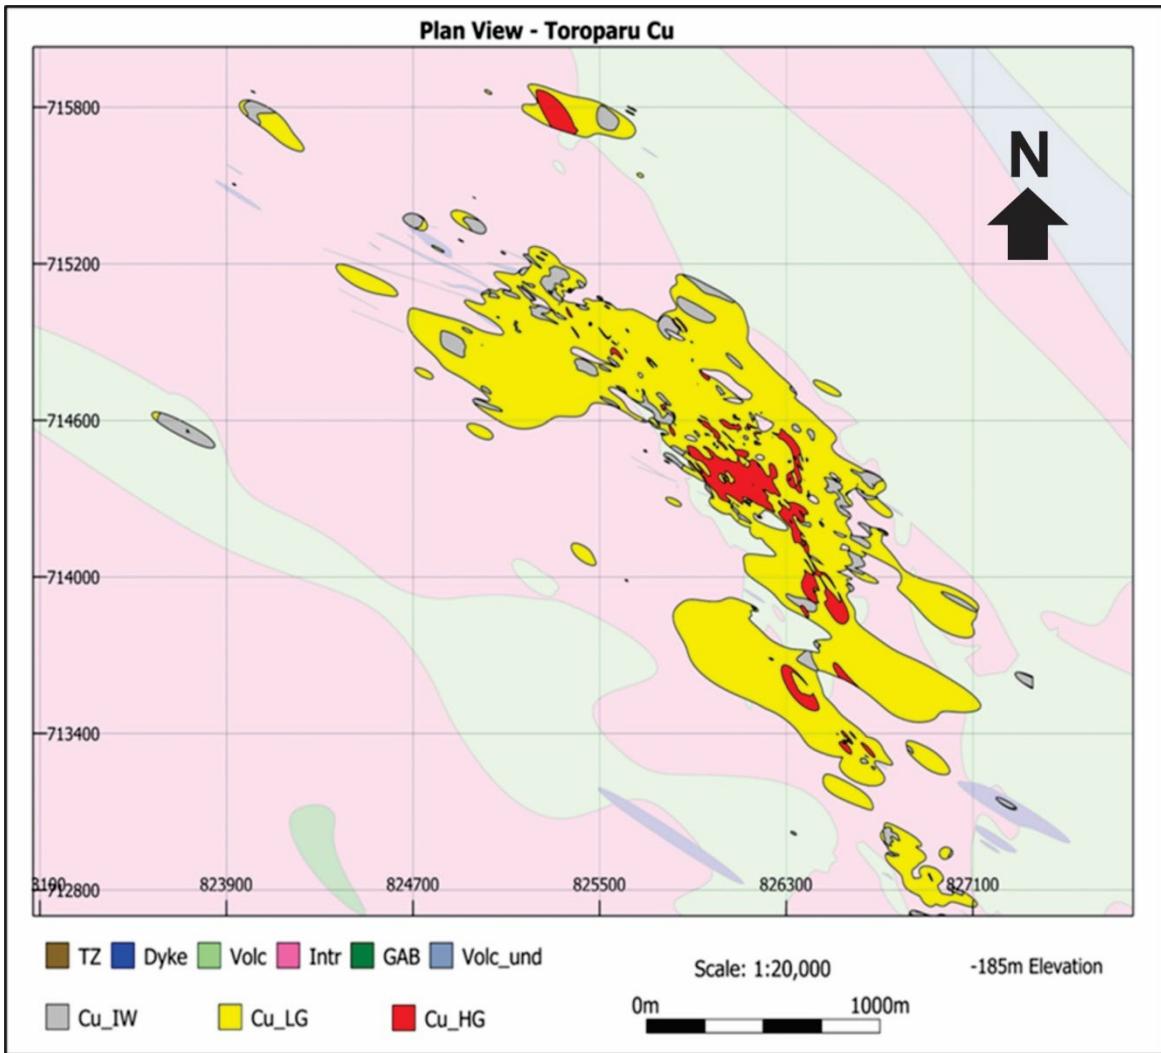 Plan View - Toroparu Cu
715800
N
715200
714600
714000
713400
712800
823900 824700 825500 826300 827100
TZ Dyke Volc Intr GAB Volc_und
Scale: 1:20,000 -185m Elevation
Cu_IW Cu_LG Cu_HG
0m 1000m